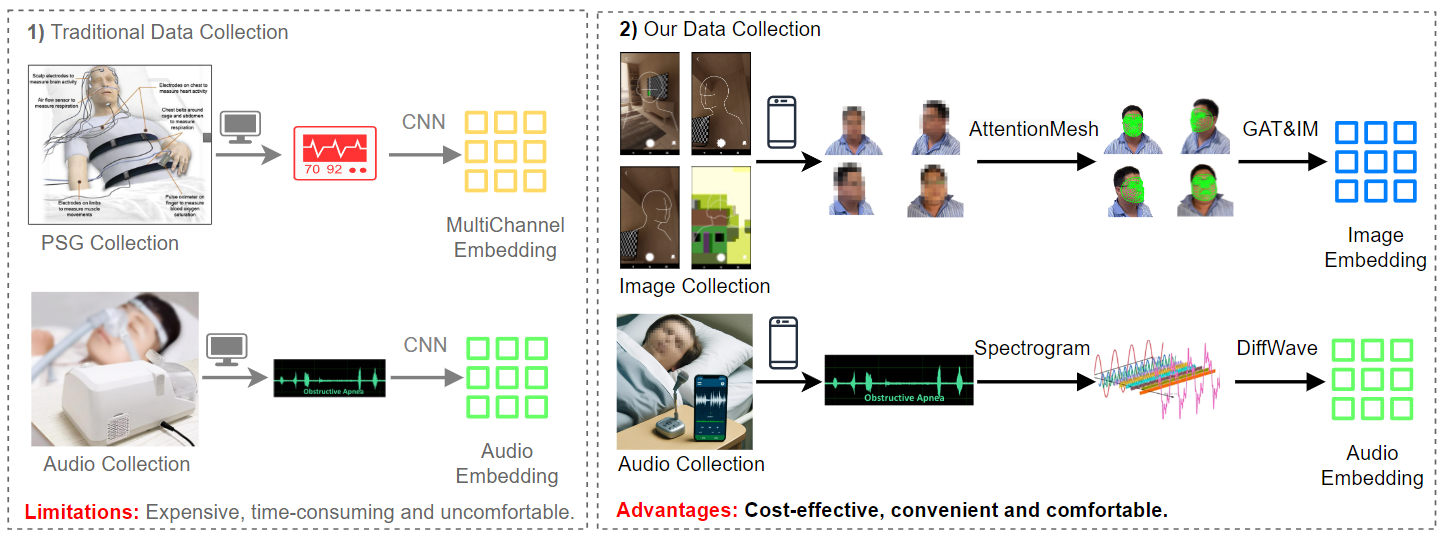 1) Traditional Data Collection
Scalp electrodes to
measure brain activity
Air flow sensor to
measure respiration
Electrodes on chest to
measure heart activity
Chest belts around
cage and abdomen
to measure
respiration
Electrodes on limbs
to measure muscle
movements
Pulse oximeter on
finger to measure
blood oxygen
saturation
PSG Collection
70 92
CNN
MultiChannel
Embedding
Obstructive Apnea
CNN
Audio Collection
Audio
Embedding
Limitations: Expensive, time-consuming and uncomfortable.
2) Our Data Collection
Image Collection
AttentionMesh
GAT&IM
Image
Embedding
Audio Collection
Obstructive Apnea
Spectrogram
DiffWave
Audio
Embedding
Advantages: Cost-effective, convenient and comfortable.